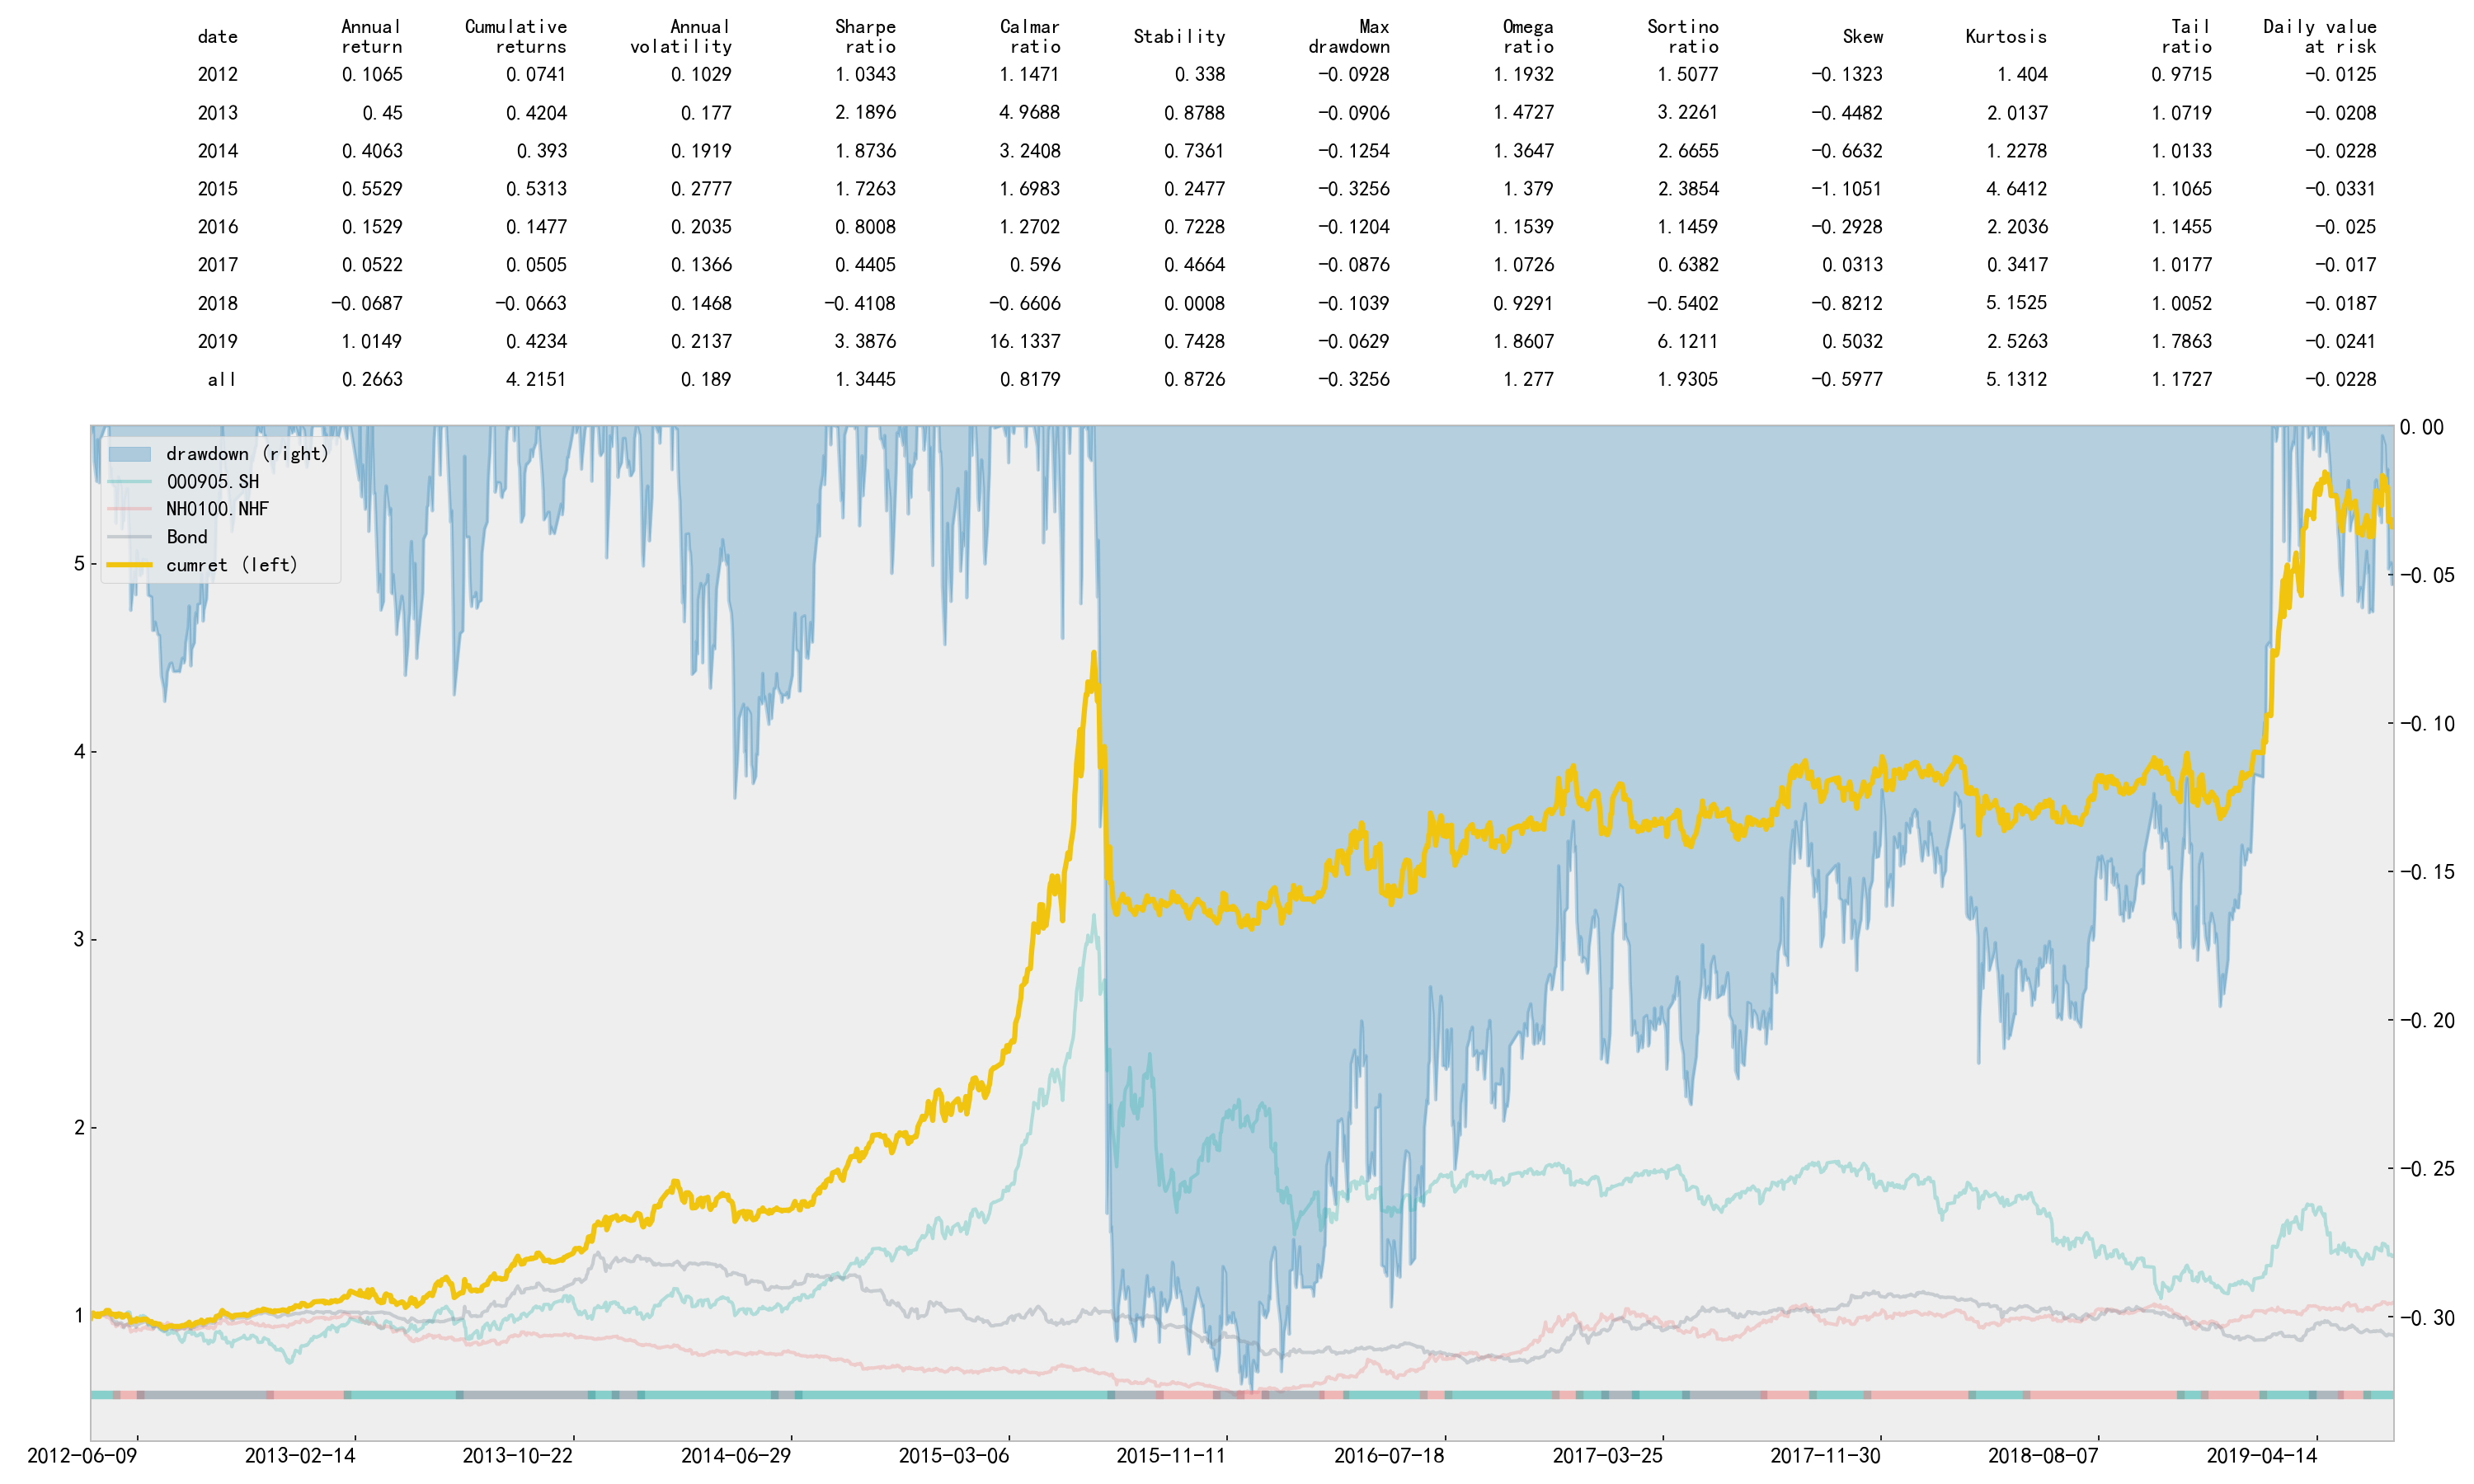 date Annual return Cumulative returns Annual volatility Sharpe ratio Calmar ratio Stability Max drawdown Omega ratio Sortino ratio Skew Kurtosis Tail ratio Daily value at risk
2012 0.1065 0.0741 0.1029 1.0343 1.1471 0.338 -0.0928 1.1932 1.5077 -0.1323 1.404 0.9715 -0.0125
2013 0.45 0.4204 0.177 2.1896 4.9688 0.8788 -0.0906 1.4727 3.2261 -0.4482 2.0137 1.0719 -0.0208
2014 0.4063 0.393 0.1919 1.8736 3.2408 0.7361 -0.1254 1.3647 2.6655 -0.6632 1.2278 1.0133 -0.0228
2015 0.5529 0.5313 0.2777 1.7263 1.6983 0.2477 -0.3256 1.379 2.3854 -1.1051 4.6412 1.1065 -0.0331
2016 0.1529 0.1477 0.2035 0.8008 1.2702 0.7228 -0.1204 1.1539 1.1459 -0.2928 2.2036 1.1455 -0.025
2017 0.0522 0.0505 0.1366 0.4405 0.596 0.4664 -0.0876 1.0726 0.6382 0.0313 0.3417 1.0177 -0.017
2018 -0.0687 -0.0663 0.1468 -0.4108 -0.6606 0.0008 -0.1039 0.9291 -0.5402 -0.8212 5.1525 1.0052 -0.0187
2019 1.0149 0.4234 0.2137 3.3876 16.1337 0.7428 -0.0629 1.8607 6.1211 0.5032 2.5263 1.7863 -0.0241
all 0.2663 4.2151 0.189 1.3445 0.8179 0.8726 -0.3256 1.277 1.9305 -0.5977 5.1312 1.1727 -0.0228
drawdown (right)
000905.SH
NH0100.NHF
Bond
cumret (left)
5
4
3
2
1
0.00
-0.05
-0.10
-0.15
-0.20
-0.25
-0.30
2012-06-09 2013-02-14 2013-10-22 2014-06-29 2015-03-06 2015-11-11 2016-07-18 2017-03-25 2017-11-30 2018-08-07 2019-04-14